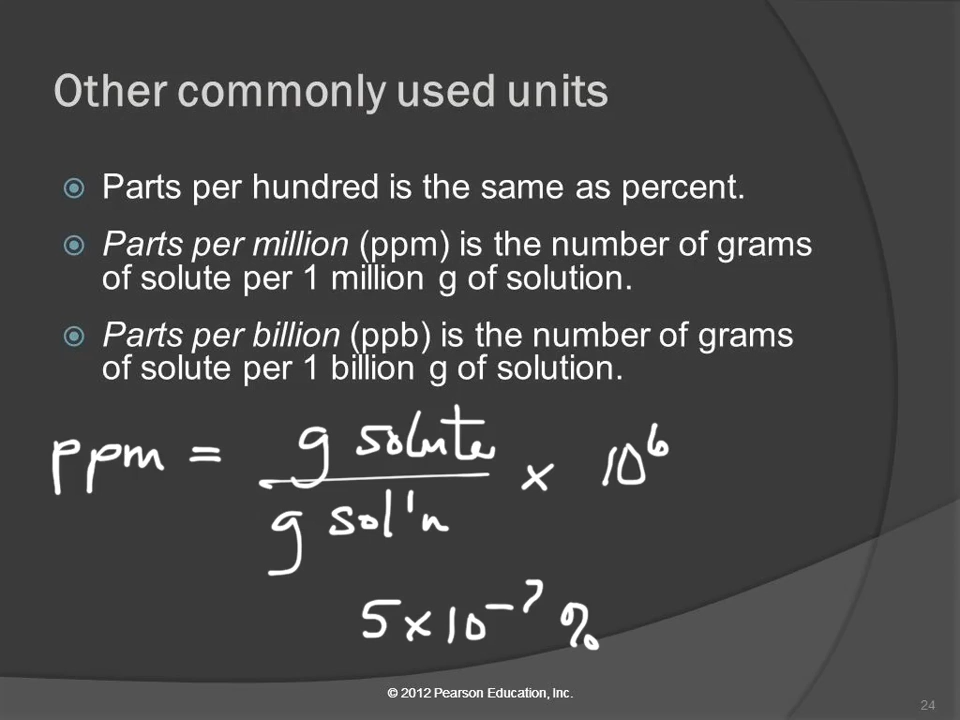 Other commonly used units
Parts per hundred is the same as percent.
Parts per million (ppm) is the number of grams
of solute per 1 million g of solution.
Parts per billion (ppb) is the number of grams
of solute per 1 billion g of solution.
ppm = g solute / g sol'n × 10⁶
5×10⁻⁷ %
© 2012 Pearson Education, Inc.
24